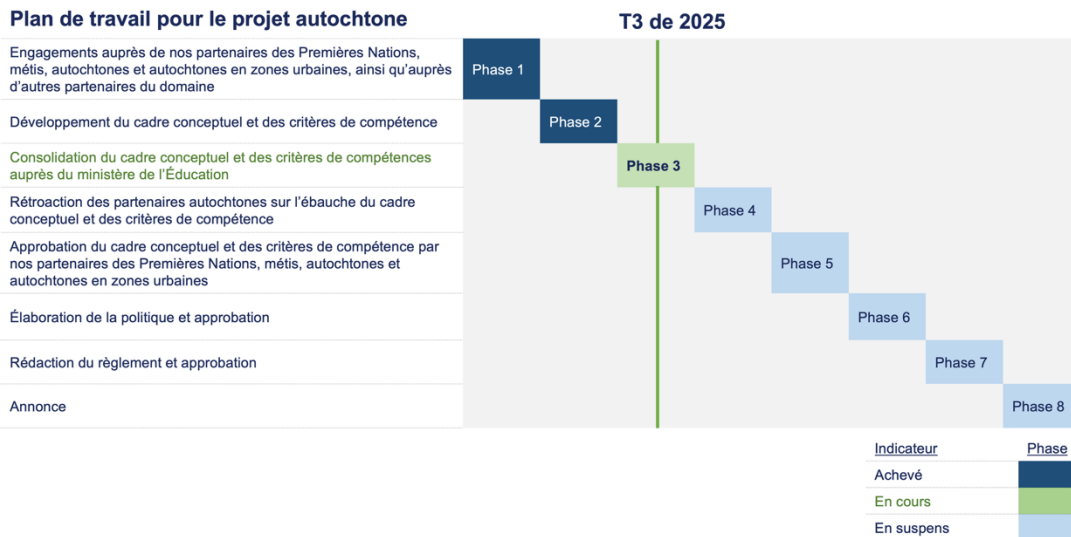 Plan de travail pour le projet autochtone
T3 de 2025
Engagements auprès de nos partenaires des Premières Nations,
métis, autochtones et autochtones en zones urbaines, ainsi qu’auprès
d’autres partenaires du domaine
Phase 1
Développement du cadre conceptuel et des critères de compétence
Phase 2
Consolidation du cadre conceptuel et des critères de compétences
auprès du ministère de l’Éducation
Phase 3
Rétroaction des partenaires autochtones sur l’ébauche du cadre
conceptuel et des critères de compétence
Phase 4
Approbation du cadre conceptuel et des critères de compétence par
nos partenaires des Premières Nations, métis, autochtones et
autochtones en zones urbaines
Phase 5
Élaboration de la politique et approbation
Phase 6
Rédaction du règlement et approbation
Phase 7
Annonce
Phase 8
Indicateur Phase
Achevé
En cours
En suspens